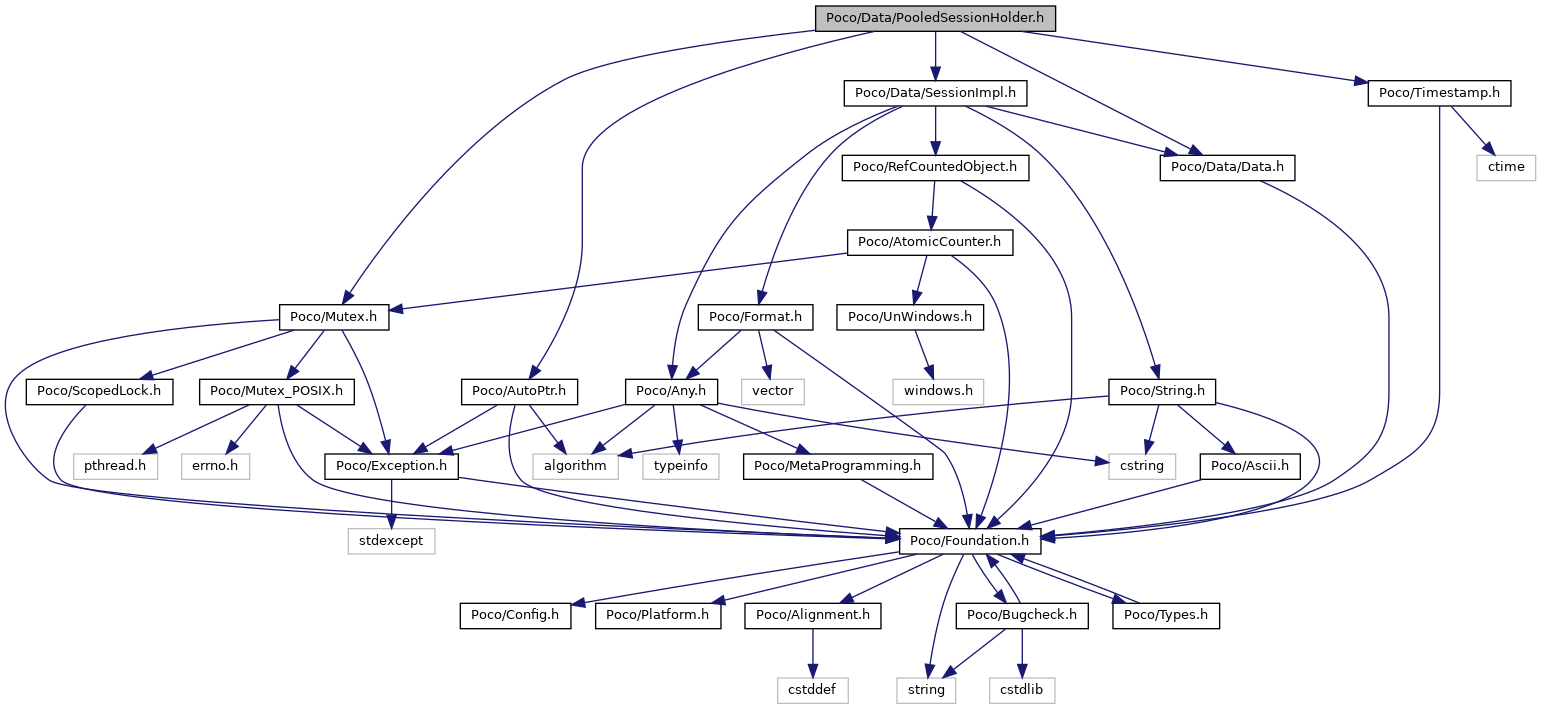 Poco/Data/PooledSessionHolder.h
Poco/Data/SessionImpl.h
Poco/Timestamp.h
Poco/RefCountedObject.h
Poco/Data/Data.h
ctime
Poco/AtomicCounter.h
Poco/Mutex.h
Poco/Format.h
Poco/UnWindows.h
Poco/ScopedLock.h
Poco/Mutex_POSIX.h
Poco/AutoPtr.h
Poco/Any.h
vector
windows.h
Poco/String.h
pthread.h
errno.h
Poco/Exception.h
algorithm
typeinfo
Poco/MetaProgramming.h
cstring
Poco/Ascii.h
stdexcept
Poco/Foundation.h
Poco/Config.h
Poco/Platform.h
Poco/Alignment.h
Poco/Bugcheck.h
Poco/Types.h
cstddef
string
cstdlib